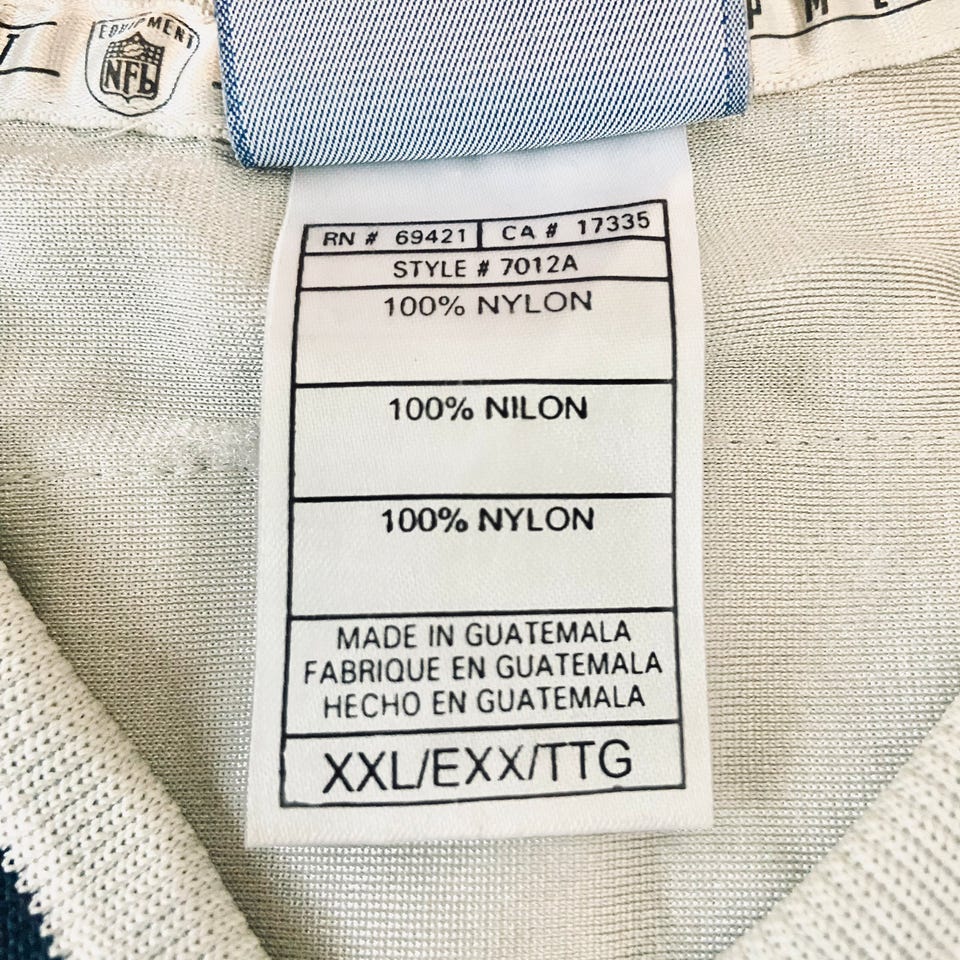 EQUIPMENT
NFL
P M E
RN # 69421 CA # 17335
STYLE # 7012A
100% NYLON
100% NILON
100% NYLON
MADE IN GUATEMALA
FABRIQUE EN GUATEMALA
HECHO EN GUATEMALA
XXL/EXX/TTG